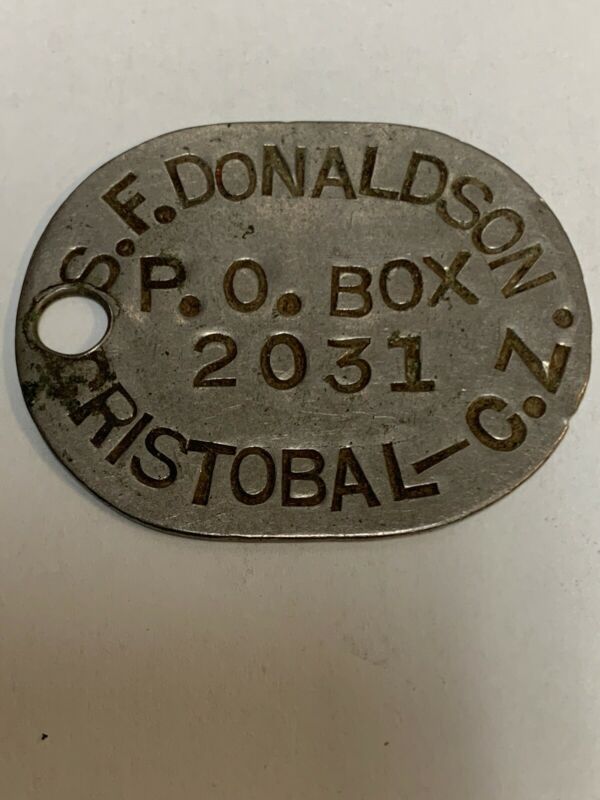 S.F.DONALDSON
P.O. BOX
2031
CRISTOBAL-C.Z.